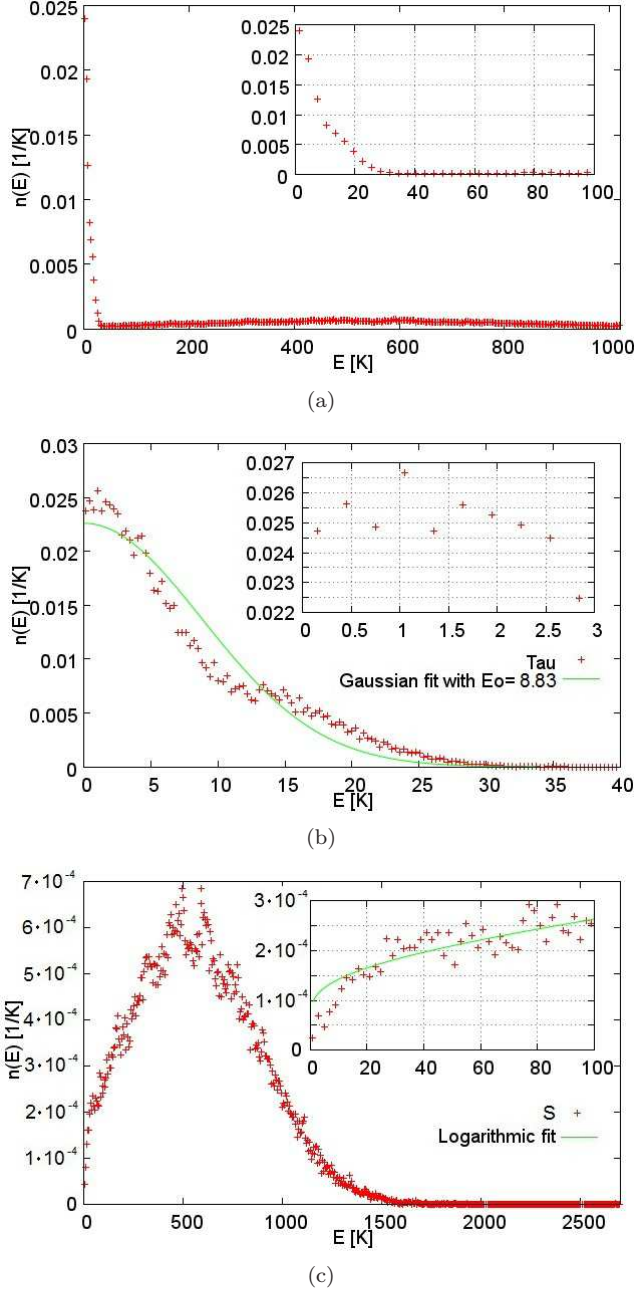 0.025
0.02
0.015
0.01
0.005
0
n(E) [1/K]
0 200 400 600 800 1000
E [K]
0.025
0.02
0.015
0.01
0.005
0
0 20 40 60 80 100
(a)
0.03
0.025
0.02
0.015
0.01
0.005
0
n(E) [1/K]
0 5 10 15 20 25 30 35 40
E [K]
0.027
0.026
0.025
0.024
0.023
0.022
0 0.5 1 1.5 2 2.5 3
Tau
Gaussian fit with Eo= 8.83
(b)
7·10⁻⁴
6·10⁻⁴
5·10⁻⁴
4·10⁻⁴
3·10⁻⁴
2·10⁻⁴
1·10⁻⁴
0
n(E) [1/K]
0 500 1000 1500 2000 2500
E [K]
3·10⁻⁴
2·10⁻⁴
1·10⁻⁴
0
0 20 40 60 80 100
S
Logarithmic fit
(c)